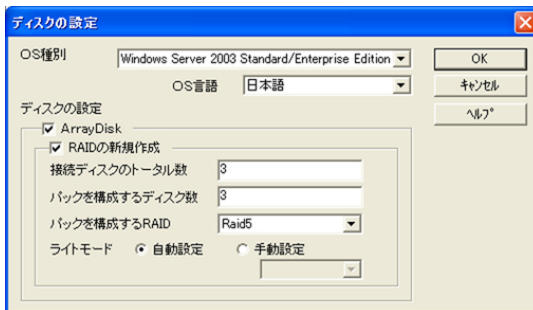 ディスクの設定
OS種別 Windows Server 2003 Standard/Enterprise Edition OK
OS言語 日本語 キャンセル
ヘルプ
ディスクの設定
ArrayDisk
RAIDの新規作成
接続ディスクのトータル数 3
パックを構成するディスク数 3
パックを構成するRAID Raid5
ライトモード 自動設定 手動設定